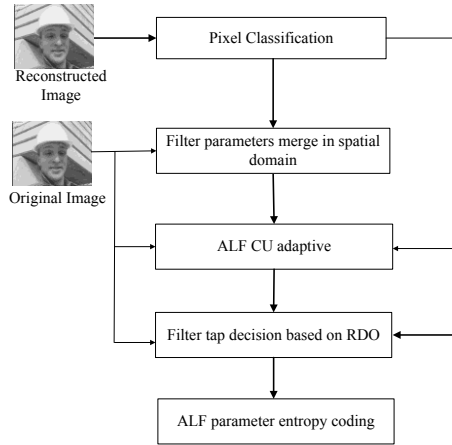 Pixel Classification
Reconstructed
Image
Filter parameters merge in spatial
domain
Original Image
ALF CU adaptive
Filter tap decision based on RDO
ALF parameter entropy coding